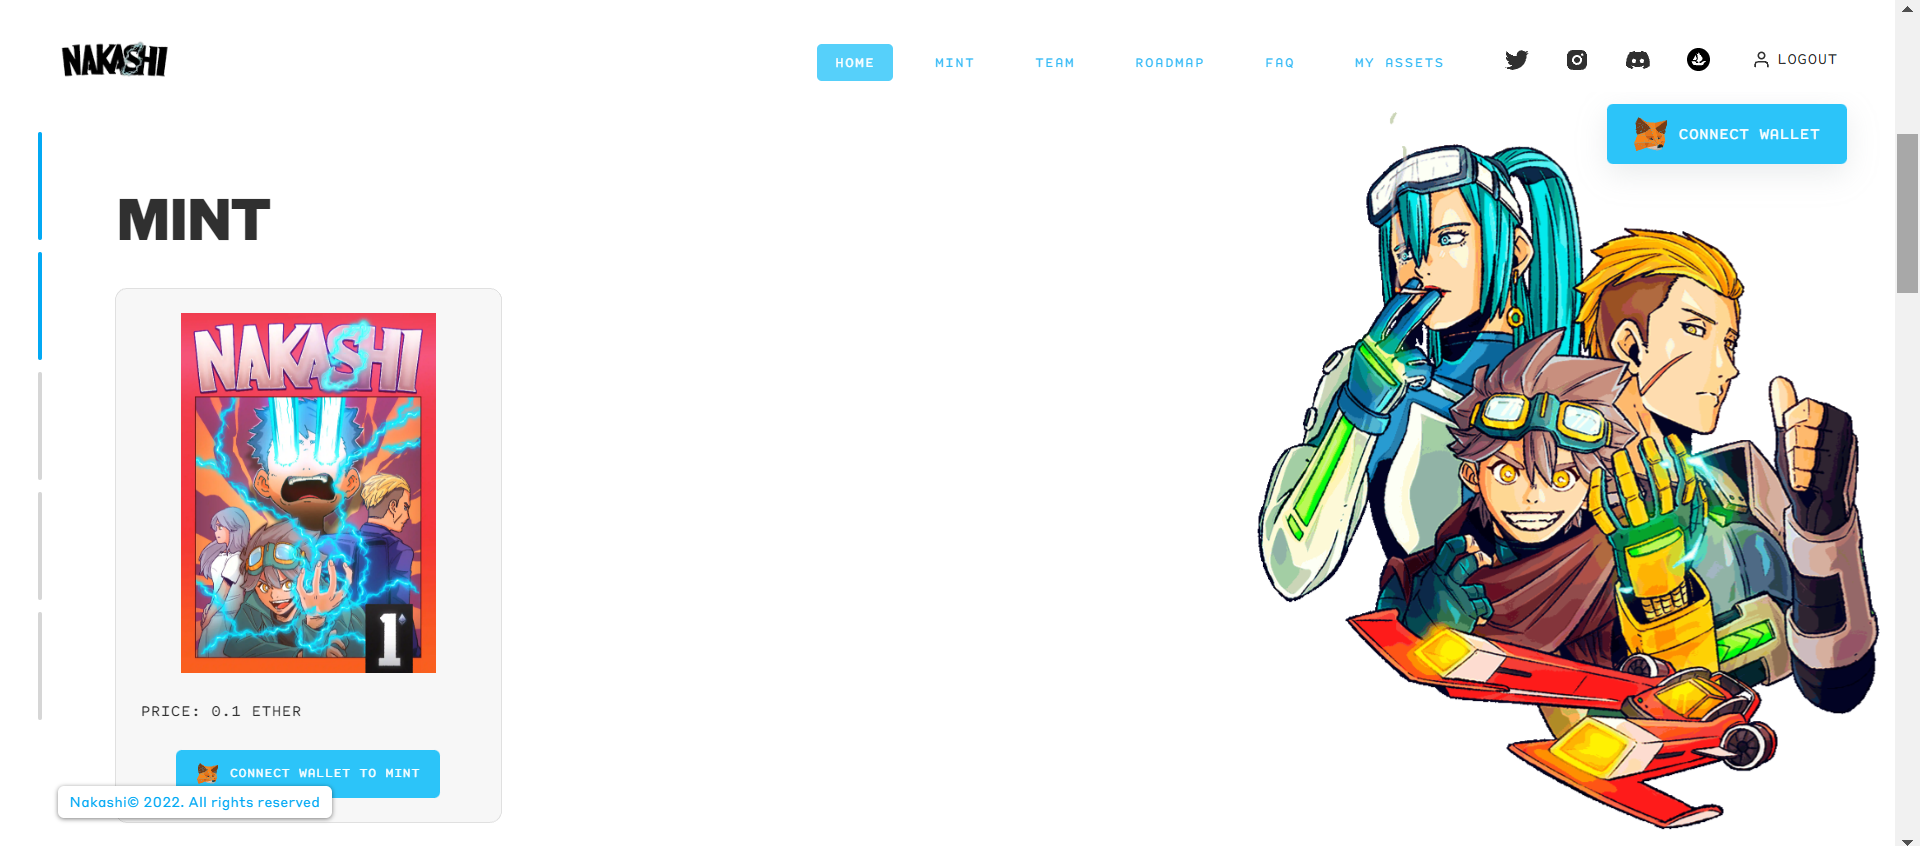 NAKASHI
HOME
MINT
TEAM
ROADMAP
FAQ
MY ASSETS
LOGOUT
CONNECT WALLET
MINT
NAKASHI
1
PRICE: 0.1 ETHER
CONNECT WALLET TO MINT
Nakashi© 2022. All rights reserved